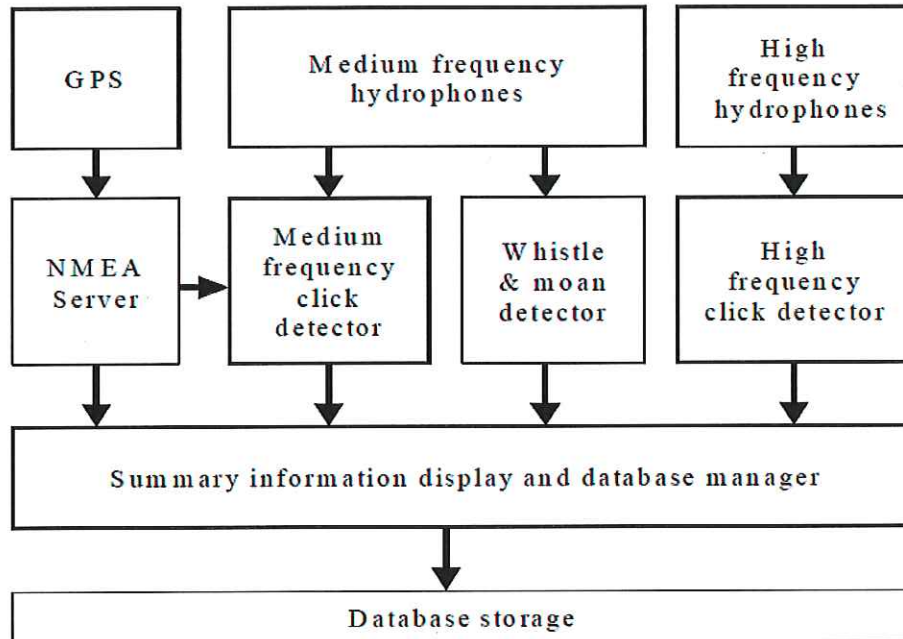 GPS
Medium frequency
hydrophones
High
frequency
hydrophones
NMEA
Server
Medium
frequency
click
detector
Whistle
& moan
detector
High
frequency
click detector
Summary information display and database manager
Database storage